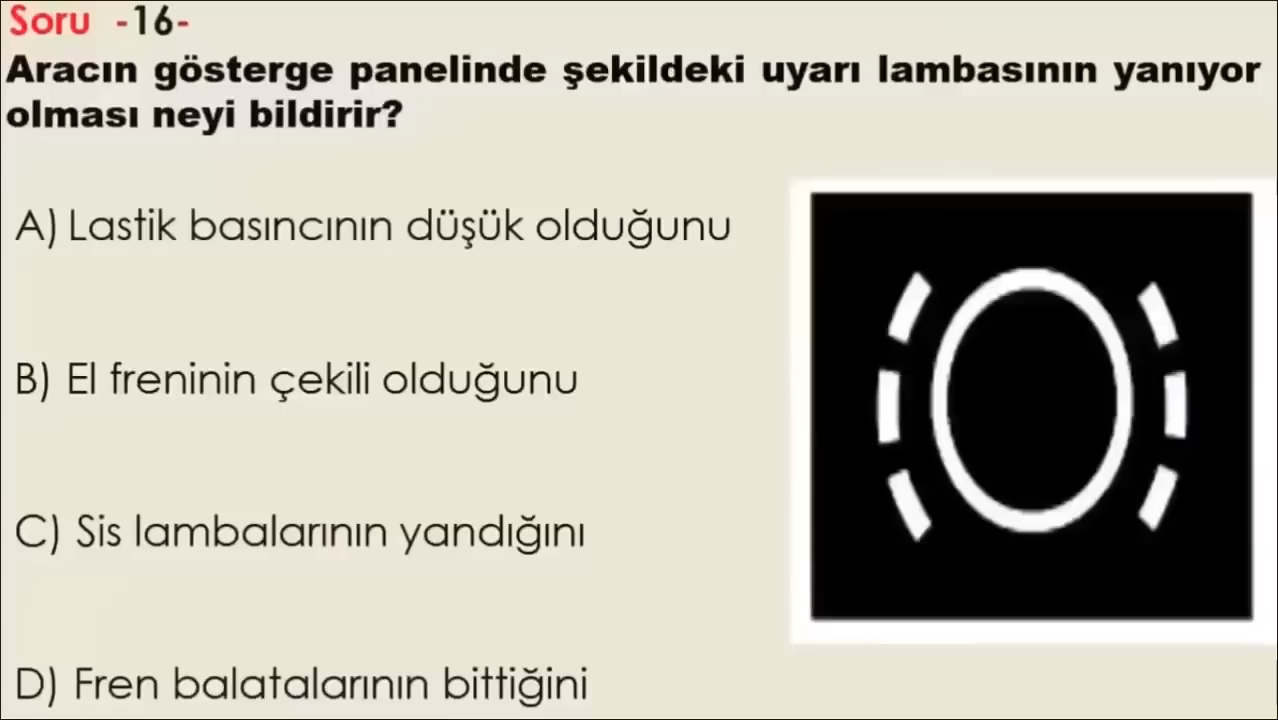 Soru -16-
Aracın gösterge panelinde şekildeki uyarı lambasının yanıyor
olması neyi bildirir?
A) Lastik basıncının düşük olduğunu
B) El freninin çekili olduğunu
C) Sis lambalarının yandığını
D) Fren balatalarının bittiğini